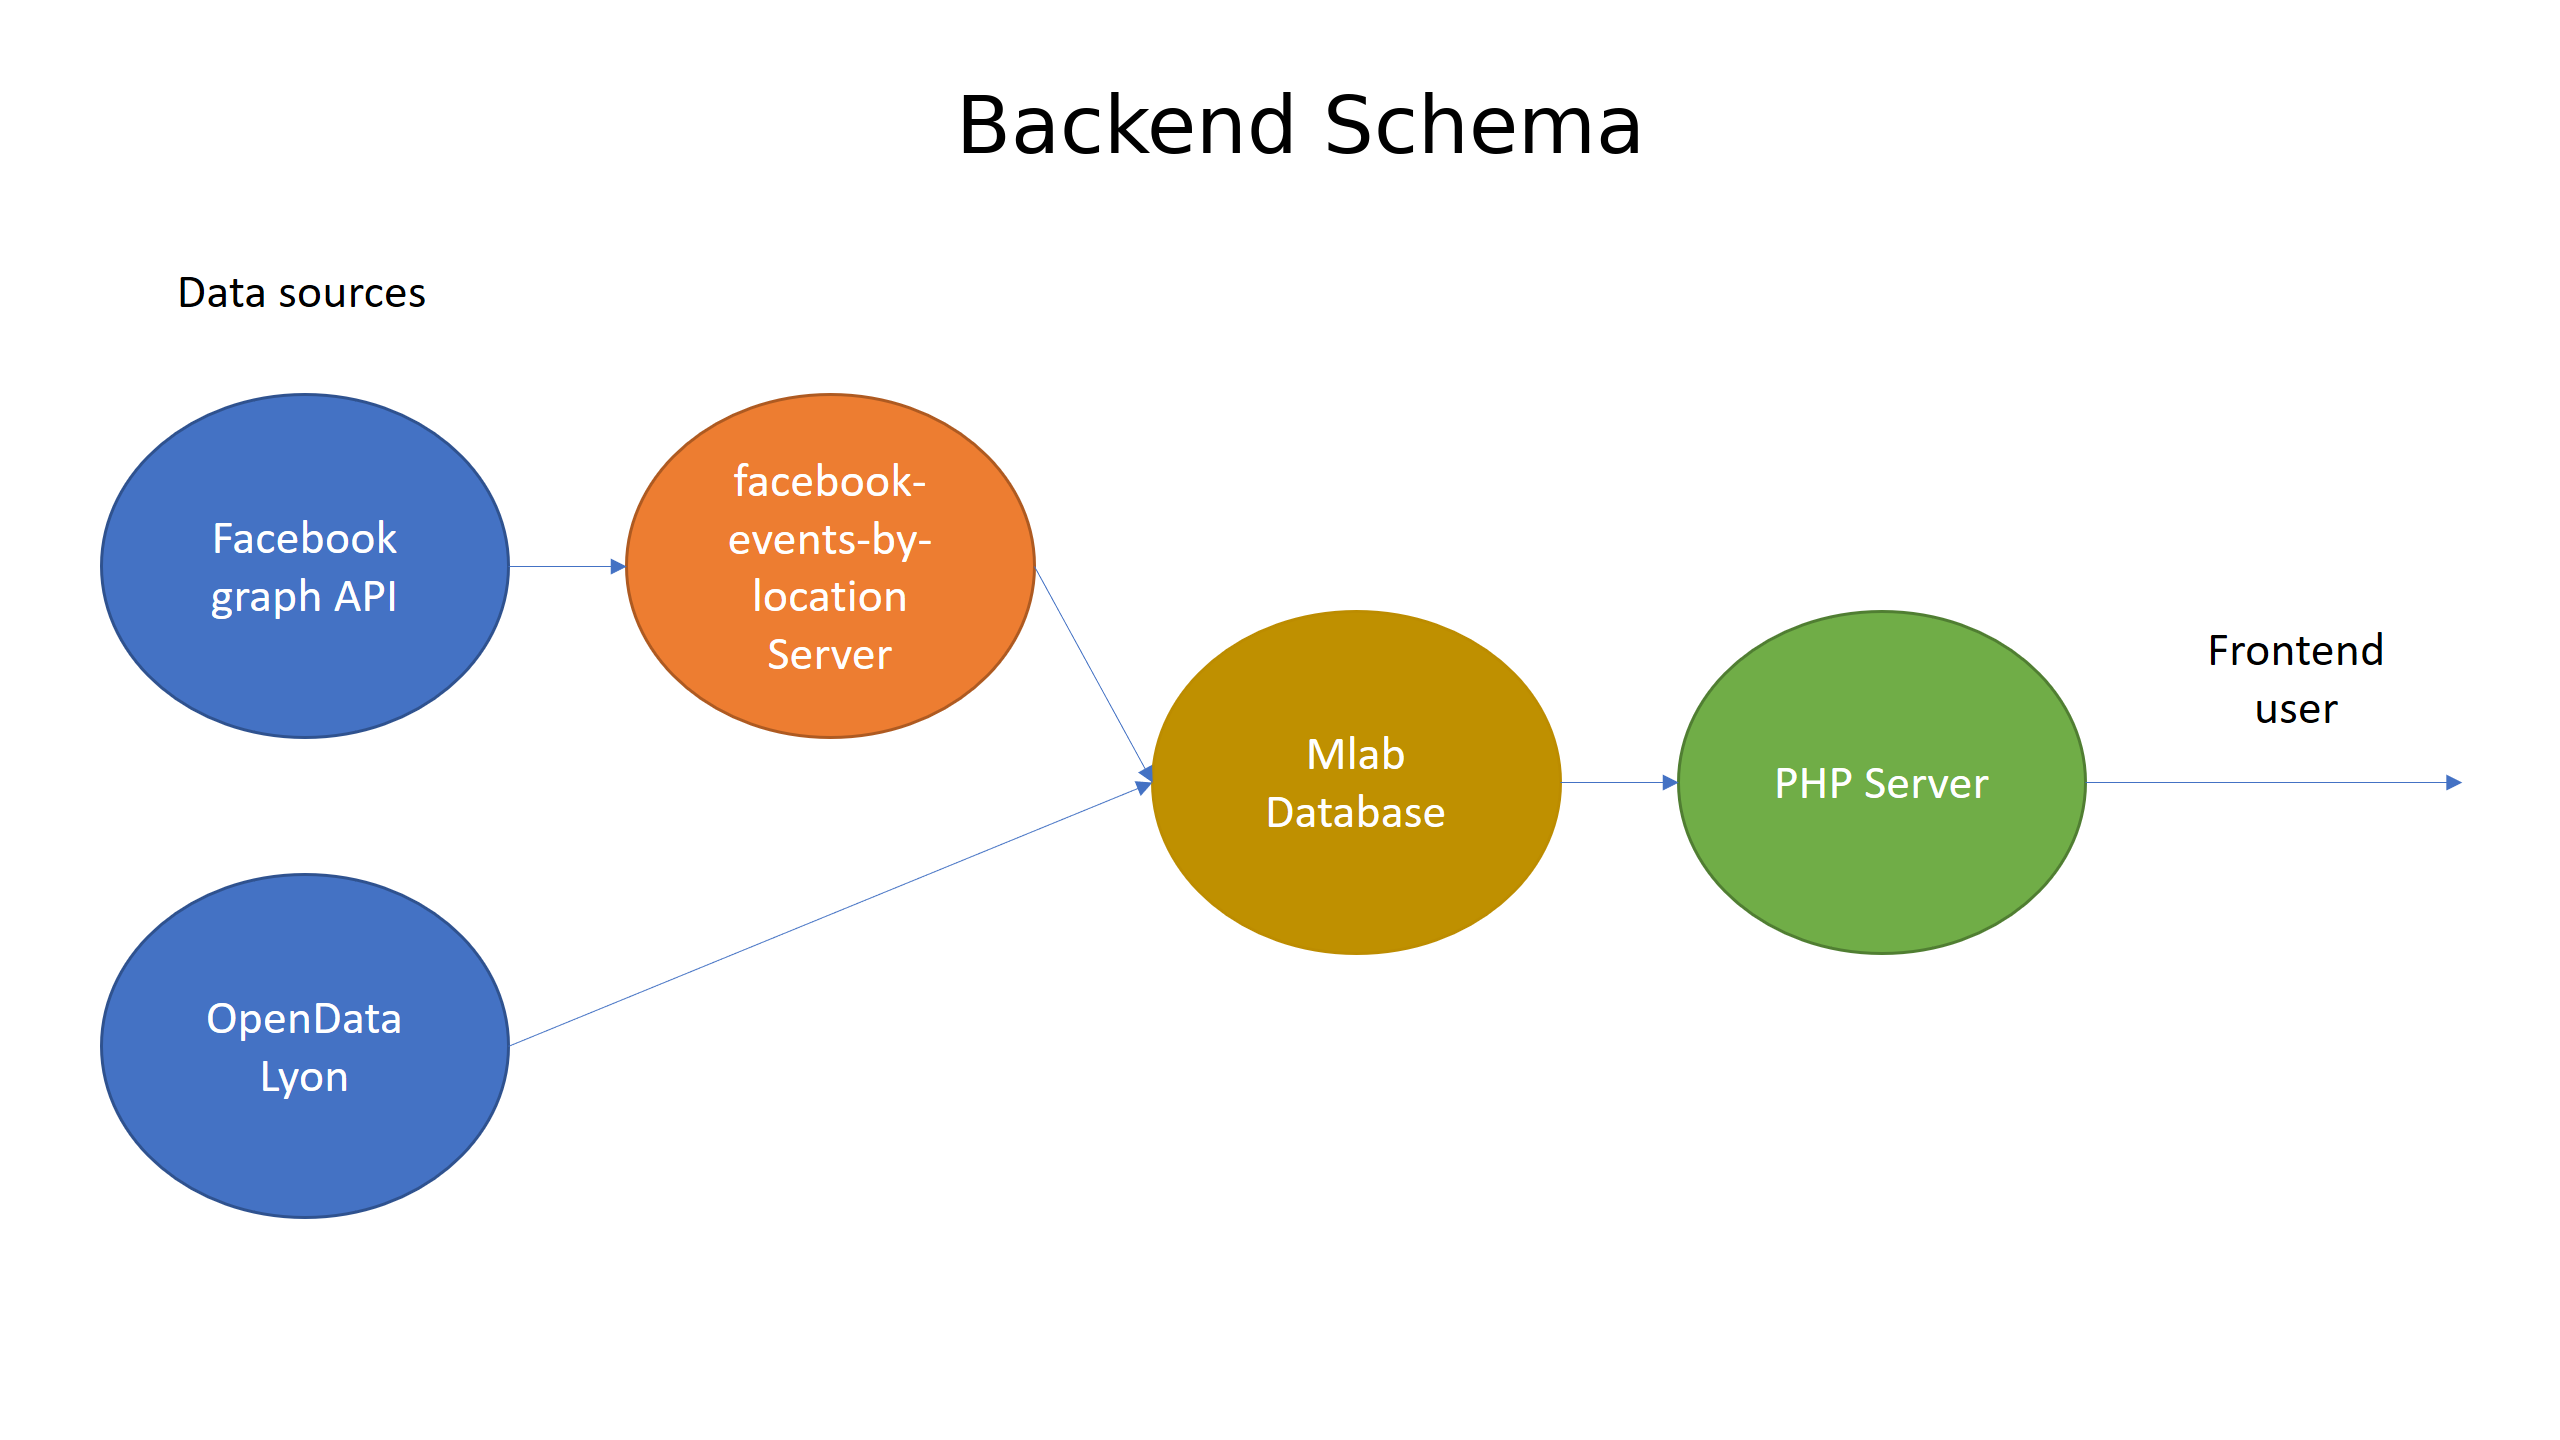 Backend Schema
Data sources
Facebook
graph API
facebook-
events-by-
location
Server
OpenData
Lyon
Mlab
Database
PHP Server
Frontend
user